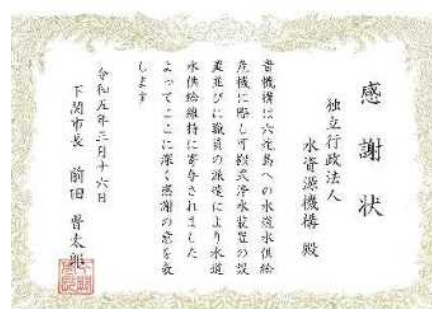 感謝状
独立行政法人
水資源機構 殿
貴機構は六連島への水道水供給
危機に際し可搬式浄水装置の設
置並びに職員の派遣により水道
水供給維持に寄与されました
よってここに深く感謝の意を表
します
令和五年三月十六日
下関市長 前田晋太郎